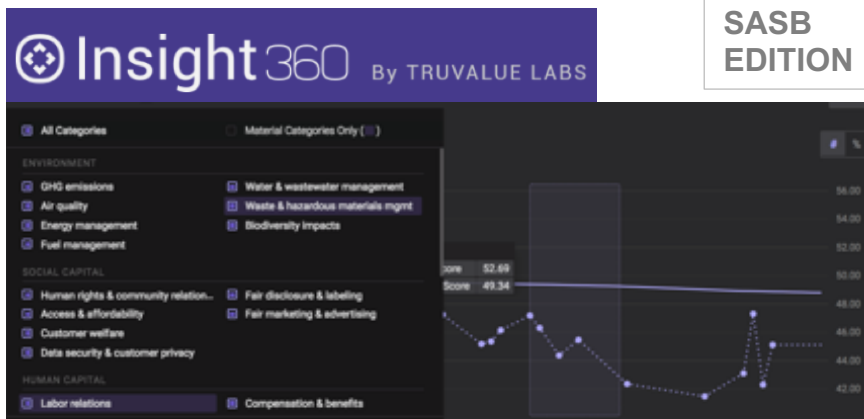 Insight360 By TRUVALUE LABS
SASB
EDITION
All Categories
Material Categories Only ( )
# %
ENVIRONMENT
GHG emissions
Water & wastewater management
Air quality
Waste & hazardous materials mgmt
Energy management
Biodiversity impacts
Fuel management
SOCIAL CAPITAL
Human rights & community relation...
Fair disclosure & labeling
Access & affordability
Fair marketing & advertising
Customer welfare
Data security & customer privacy
HUMAN CAPITAL
Labor relations
Compensation & benefits
core 52.69
Score 49.34
56.00
54.00
52.00
50.00
48.00
46.00
44.00
42.00